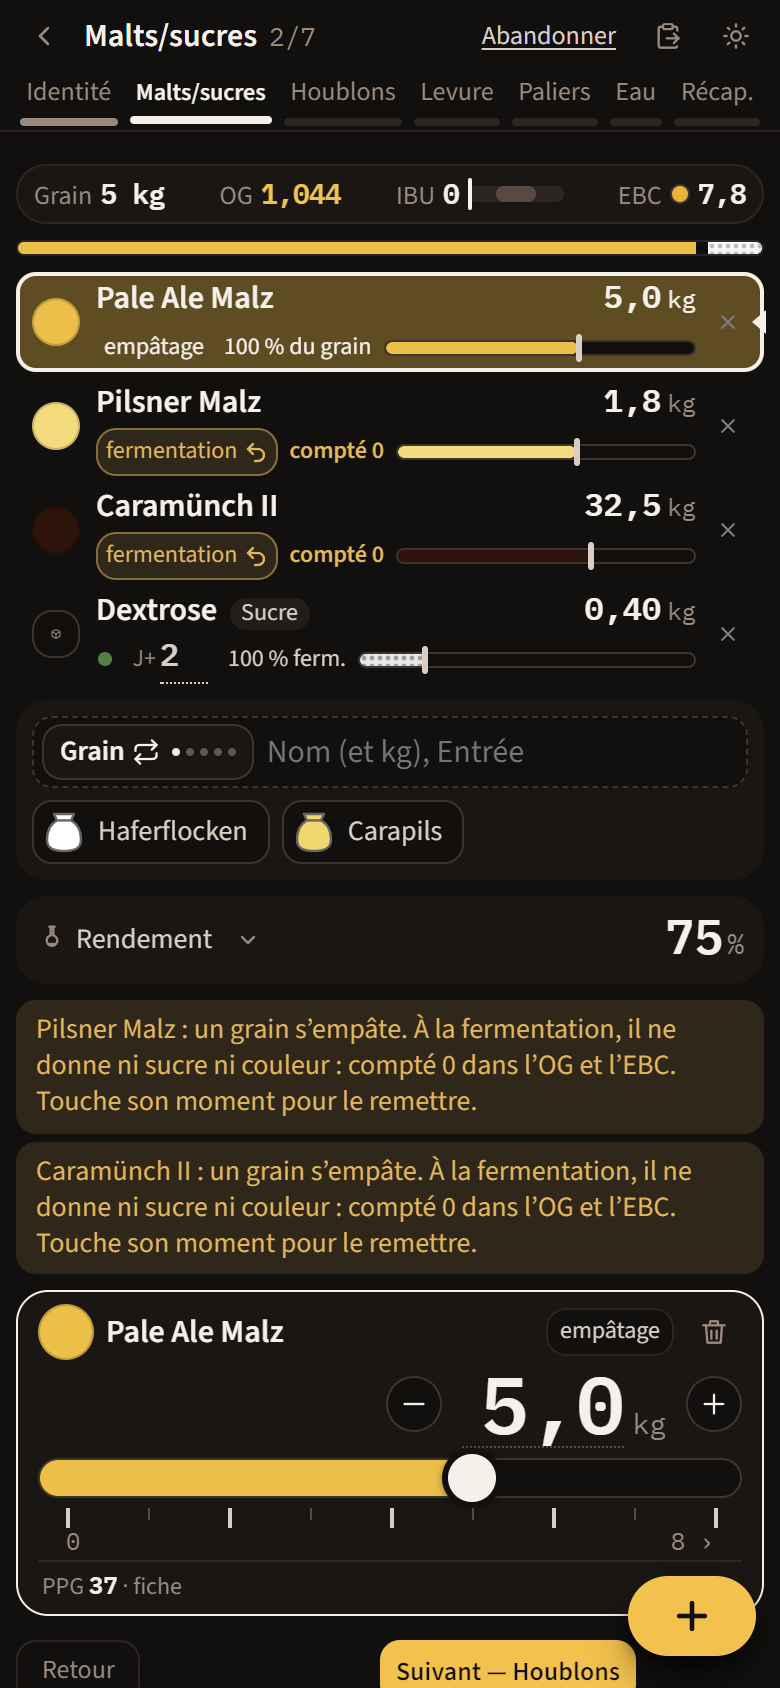 Malts/sucres 2/7 Abandonner
Identité Malts/sucres Houblons Levure Paliers Eau Récap.
Grain 5 kg OG 1,044 IBU 0 EBC 7,8
Pale Ale Malz 5,0 kg
empâtage 100 % du grain
Pilsner Malz 1,8 kg
fermentation compté 0
Caramünch II 32,5 kg
fermentation compté 0
Dextrose Sucre 0,40 kg
J+ 2 100 % ferm.
Grain Nom (et kg), Entrée
Haferflocken Carapils
Rendement 75 %
Pilsner Malz : un grain s’empâte. À la fermentation, il ne
donne ni sucre ni couleur : compté 0 dans l’OG et l’EBC.
Touche son moment pour le remettre.
Caramünch II : un grain s’empâte. À la fermentation, il ne
donne ni sucre ni couleur : compté 0 dans l’OG et l’EBC.
Touche son moment pour le remettre.
Pale Ale Malz empâtage
5,0 kg
0 8 ›
PPG 37 · fiche
Retour Suivant — Houblons